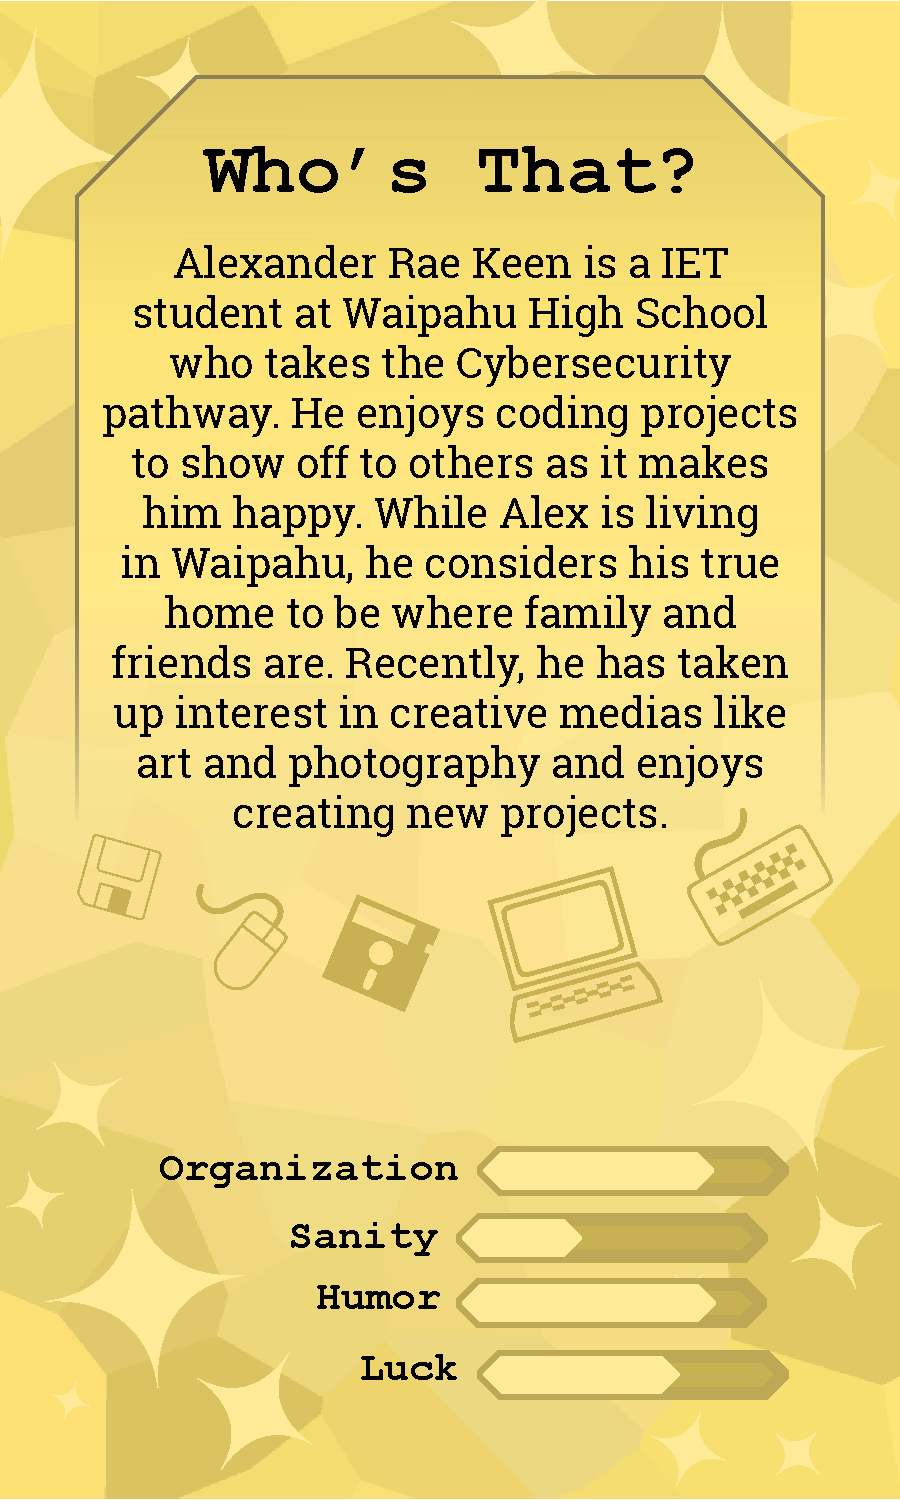 Who's That?
Alexander Rae Keen is a IET
student at Waipahu High School
who takes the Cybersecurity
pathway. He enjoys coding projects
to show off to others as it makes
him happy. While Alex is living
in Waipahu, he considers his true
home to be where family and
friends are. Recently, he has taken
up interest in creative medias like
art and photography and enjoys
creating new projects.
Organization
Sanity
Humor
Luck